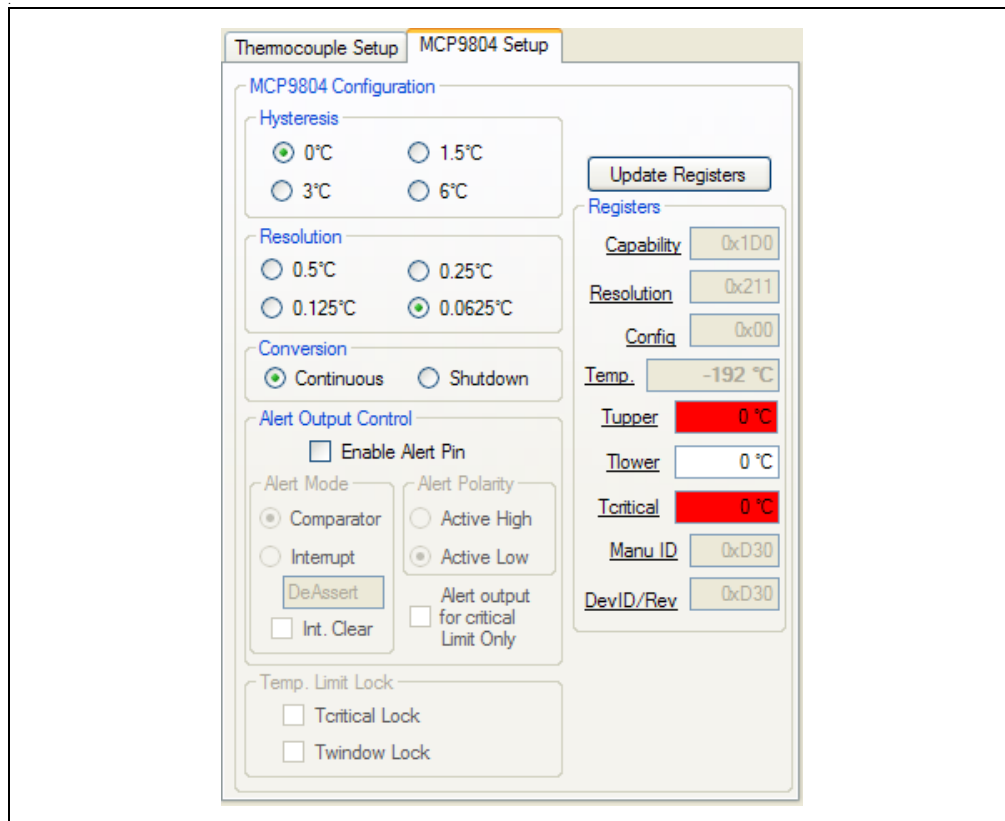 Thermocouple Setup MCP9804 Setup
MCP9804 Configuration
Hysteresis
0°C 1.5°C
3°C 6°C
Resolution
0.5°C 0.25°C
0.125°C 0.0625°C
Conversion
Continuous Shutdown
Alert Output Control
Enable Alert Pin
Alert Mode
Comparator
Interrupt
DeAssert
Int. Clear
Alert Polarity
Active High
Active Low
Alert output
for critical
Limit Only
Temp. Limit Lock
Tcritical Lock
Twindow Lock
Update Registers
Registers
Capability 0x1D0
Resolution 0x211
Config 0x00
Temp. -192 °C
Tupper 0 °C
Tlower 0 °C
Tcritical 0 °C
Manu ID 0xD30
DevID/Rev 0xD30